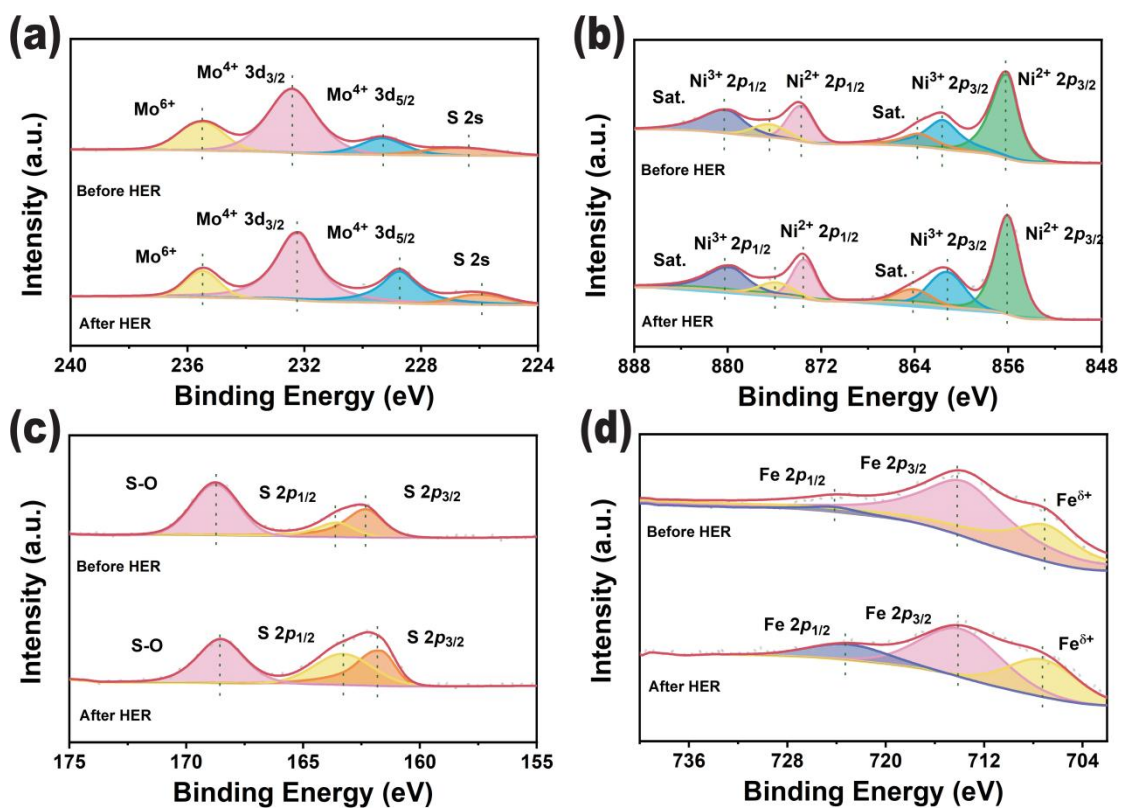 (a)
Intensity (a.u.)
Mo⁶⁺
Mo⁴⁺ 3d₃/₂
Mo⁴⁺ 3d₅/₂
S 2s
Before HER
Mo⁶⁺
Mo⁴⁺ 3d₃/₂
Mo⁴⁺ 3d₅/₂
S 2s
After HER
240 236 232 228 224
Binding Energy (eV)
(b)
Intensity (a.u.)
Sat.
Ni³⁺ 2p₁/₂
Ni²⁺ 2p₁/₂
Sat.
Ni³⁺ 2p₃/₂
Ni²⁺ 2p₃/₂
Before HER
Sat.
Ni³⁺ 2p₁/₂
Ni²⁺ 2p₁/₂
Sat.
Ni³⁺ 2p₃/₂
Ni²⁺ 2p₃/₂
After HER
888 880 872 864 856 848
Binding Energy (eV)
(c)
Intensity (a.u.)
S-O
S 2p₁/₂
S 2p₃/₂
Before HER
S-O
S 2p₁/₂
S 2p₃/₂
After HER
175 170 165 160 155
Binding Energy (eV)
(d)
Intensity (a.u.)
Fe 2p₁/₂
Fe 2p₃/₂
Feᵟ⁺
Before HER
Fe 2p₁/₂
Fe 2p₃/₂
Feᵟ⁺
After HER
736 728 720 712 704
Binding Energy (eV)